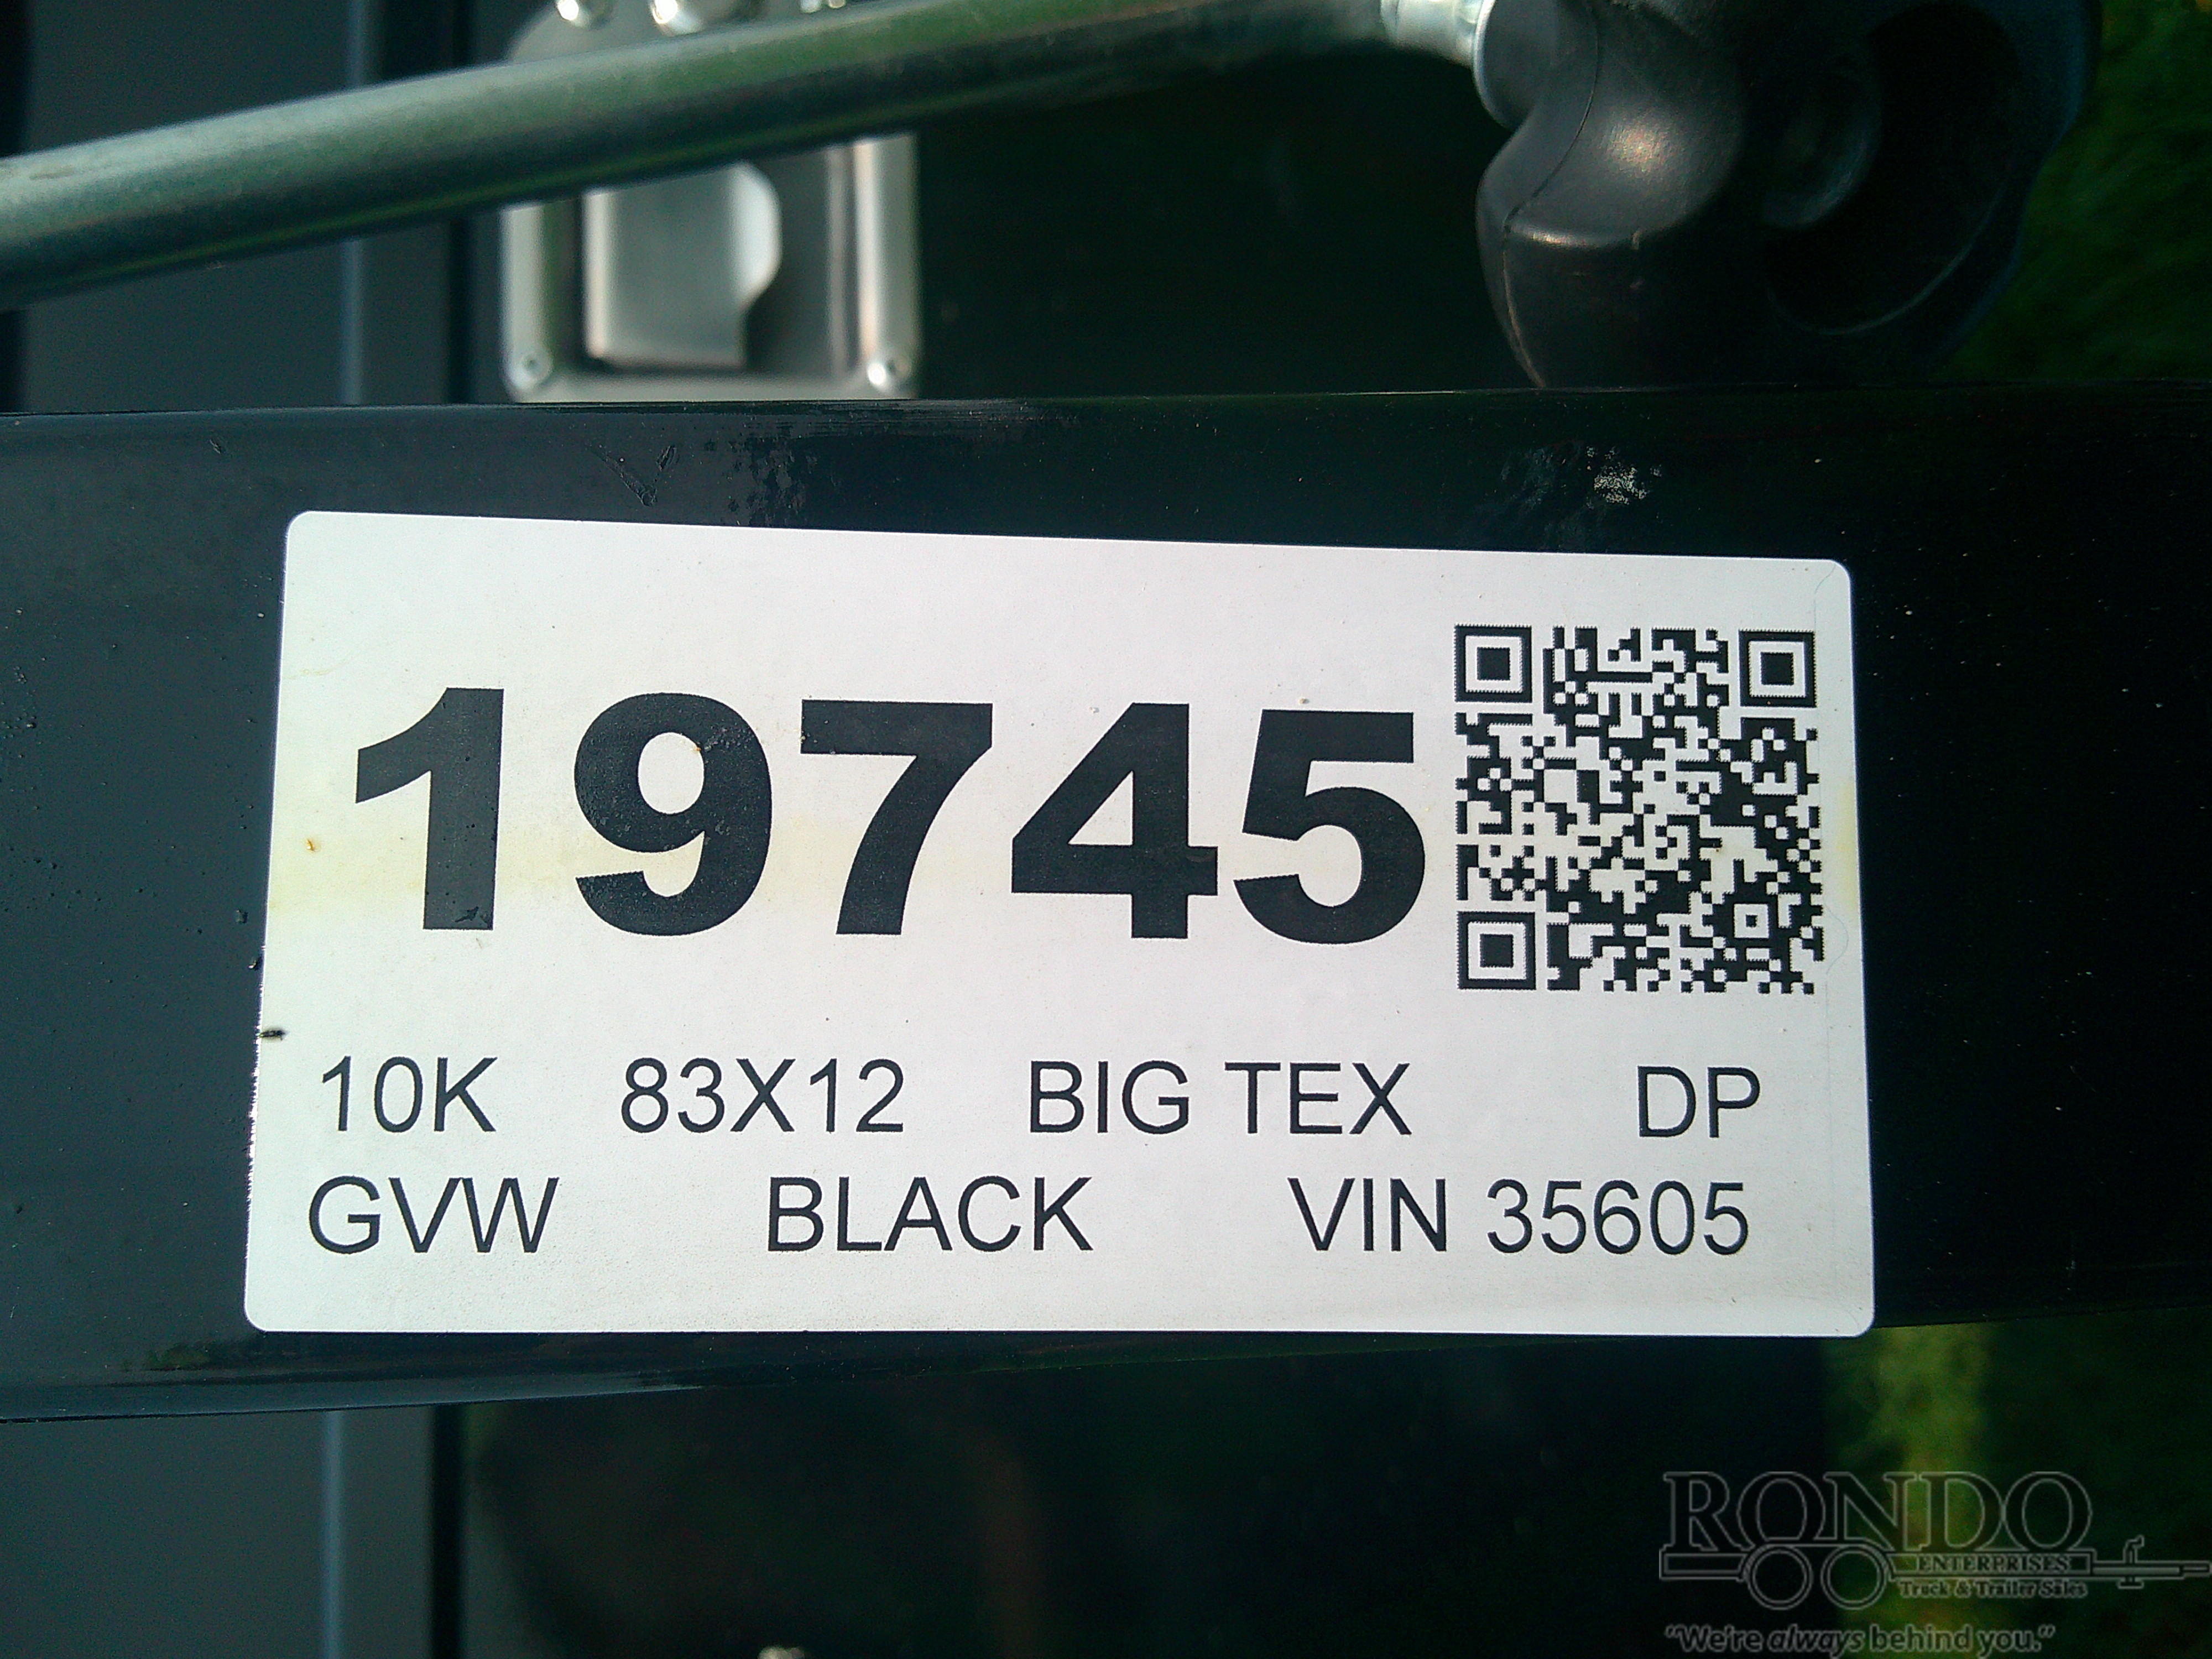 19745
10K 83X12 BIG TEX DP
GVW BLACK VIN 35605
RONDO
ENTERPRISES
Truck & Trailer Sales
"We're always behind you."